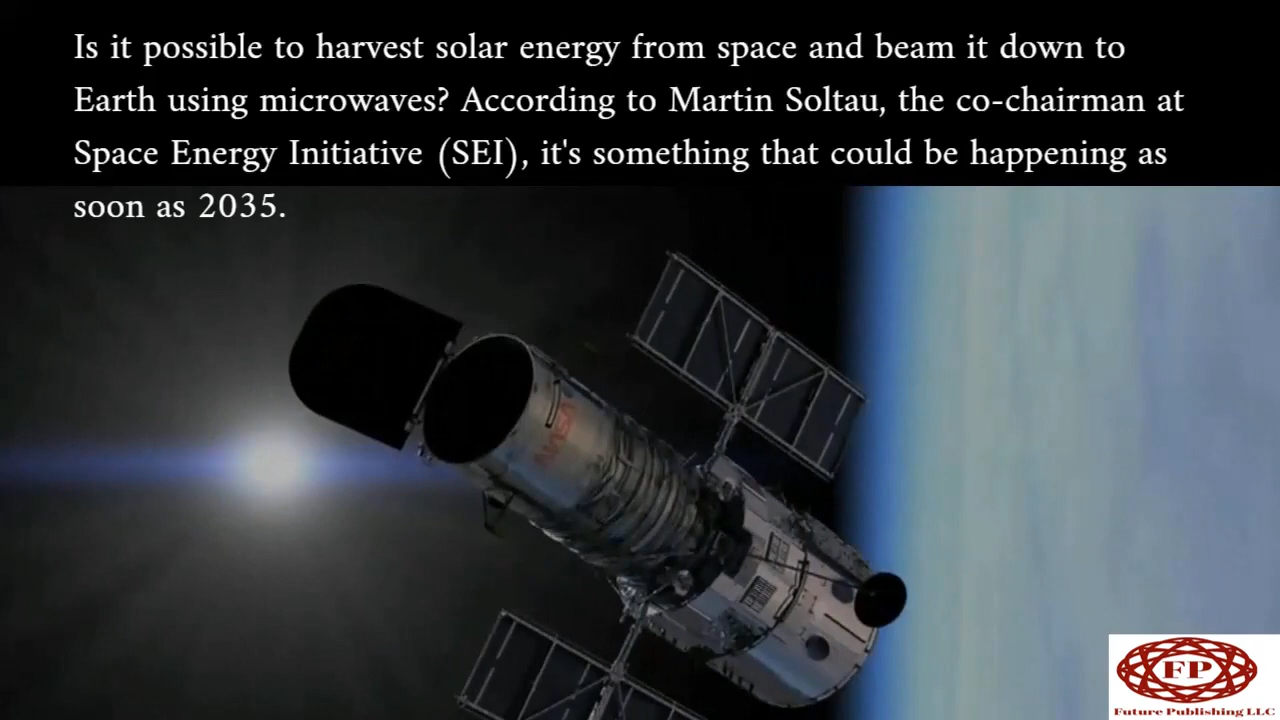 Is it possible to harvest solar energy from space and beam it down to
Earth using microwaves? According to Martin Soltau, the co-chairman at
Space Energy Initiative (SEI), it's something that could be happening as
soon as 2035.
NASA
FP
Future Publishing LLC